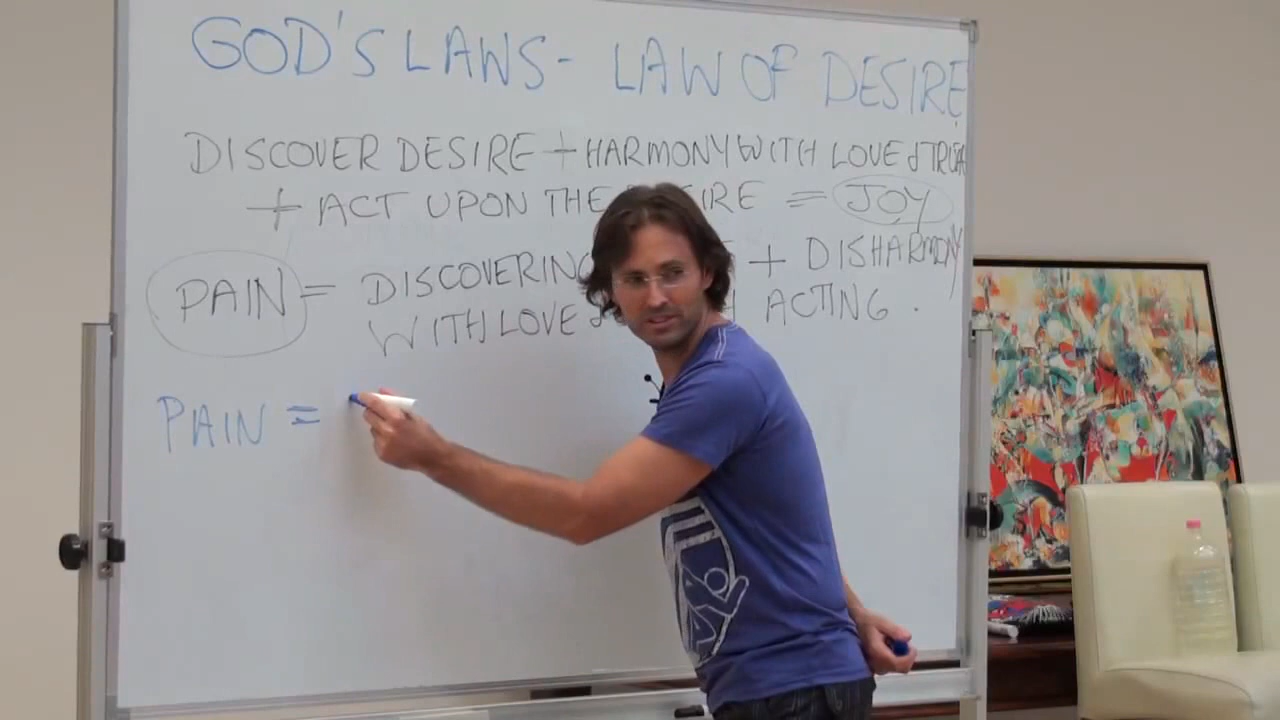 GOD'S LAWS - LAW OF DESIRE
DISCOVER DESIRE + HARMONY WITH LOVE &
+ ACT UPON THE = JOY
PAIN = DISCOVERING + DISHARMONY
WITH LOVE & ACTING.
PAIN =